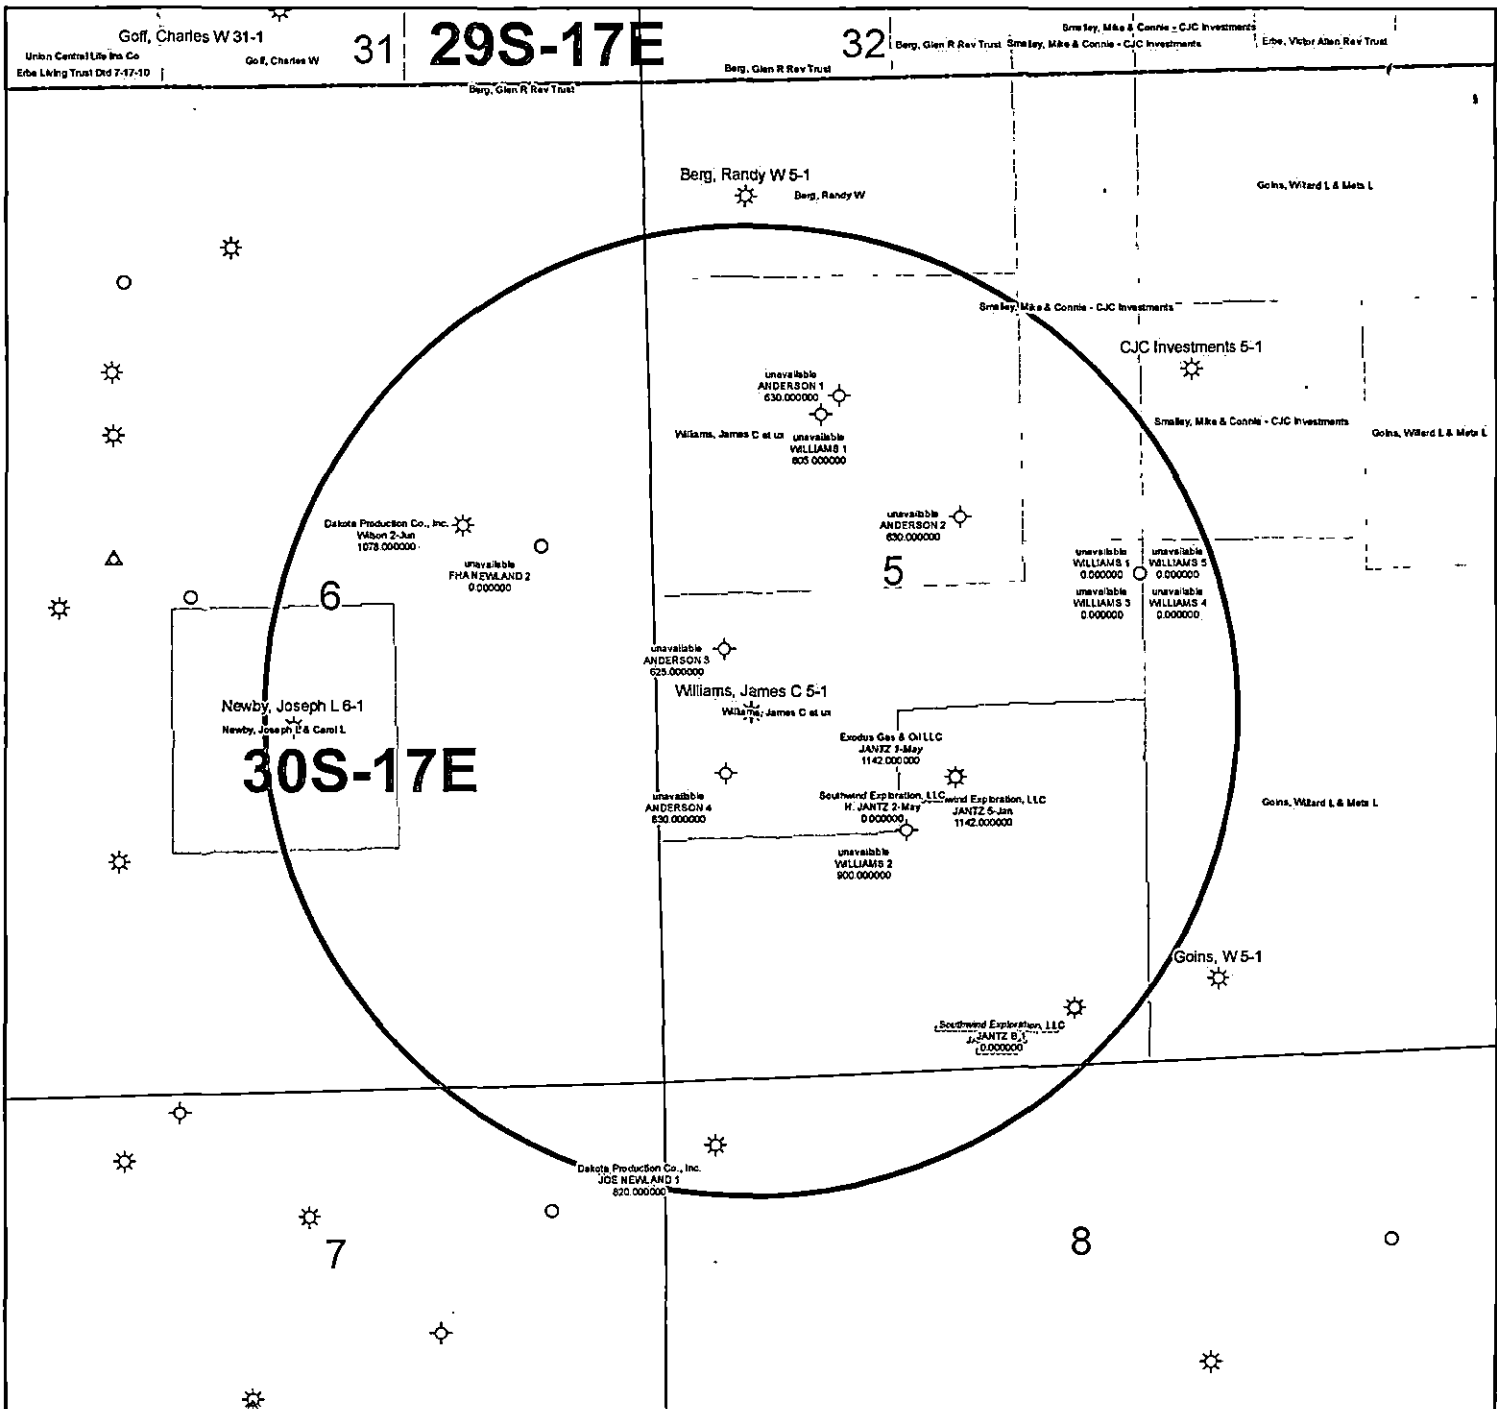 Goff, Charles W 31-1
Union Central Life Ins Co
Erbe Living Trust Dtd 7-17-10
Goff, Charles W
31
29S-17E
Berg, Glen R Rev Trust
Berg, Glen R Rev Trust
32
Berg, Glen R Rev Trust
Smalley, Mike & Connie - CJC Investments
Smalley, Mike & Connie - CJC Investments
Erbe, Victor Allen Rev Trust
Berg, Randy W 5-1
Berg, Randy W
Goins, Willard L & Meta L
Smalley, Mike & Connie - CJC Investments
CJC Investments 5-1
unavailable
ANDERSON 1
630.000000
Williams, James C et ux
unavailable
WILLIAMS 1
805.000000
Smalley, Mike & Connie - CJC Investments
Goins, Willard L & Meta L
Dakota Production Co., Inc.
Wilson 2-Jun
1078.000000
unavailable
FHA NEWLAND 2
0.000000
unavailable
ANDERSON 2
630.000000
5
unavailable
WILLIAMS 1
0.000000
unavailable
WILLIAMS 5
0.000000
unavailable
WILLIAMS 3
0.000000
unavailable
WILLIAMS 4
0.000000
6
unavailable
ANDERSON 3
625.000000
Williams, James C 5-1
Williams, James C et ux
Newby, Joseph L 6-1
Newby, Joseph L & Carol L
30S-17E
Exodus Gas & Oil LLC
JANTZ 1-May
1142.000000
unavailable
ANDERSON 4
630.000000
Southwind Exploration, LLC
H. JANTZ 2-May
0.000000
wind Exploration, LLC
JANTZ 5-Jan
1142.000000
Goins, Willard L & Meta L
unavailable
WILLIAMS 2
900.000000
Goins, W 5-1
Southwind Exploration, LLC
JANTZ B 1
0.000000
Dakota Production Co., Inc.
JOE NEWLAND 1
820.000000
7
8